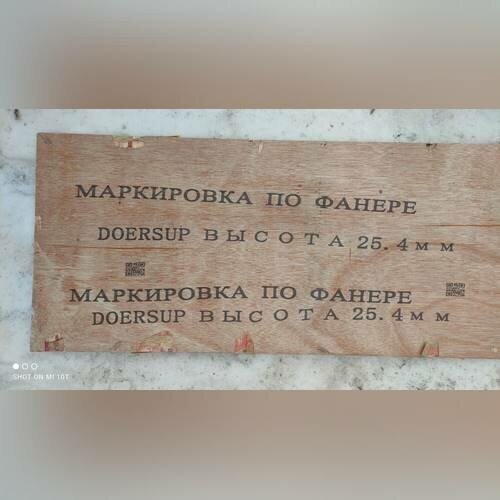 МАРКИРОВКА ПО ФАНЕРЕ
DOERSUP ВЫСОТА 25.4мм
МАРКИРОВКА ПО ФАНЕРЕ
DOERSUP ВЫСОТА 25.4мм
SHOT ON MI 10T